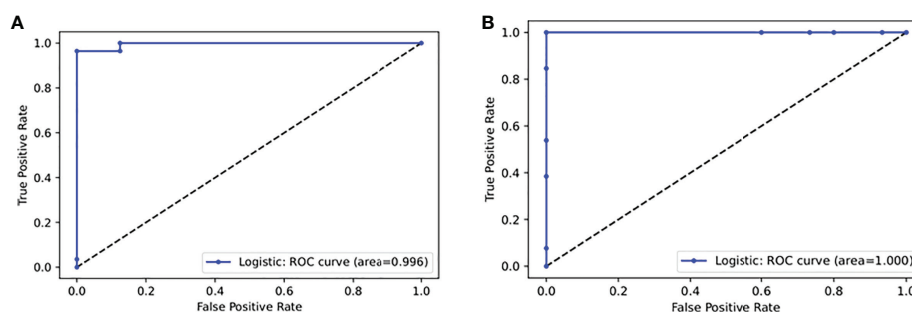 A
1.0
0.8
0.6
0.4
0.2
0.0
True Positive Rate
Logistic: ROC curve (area=0.996)
0.0 0.2 0.4 0.6 0.8 1.0
False Positive Rate
B
1.0
0.8
0.6
0.4
0.2
0.0
True Positive Rate
Logistic: ROC curve (area=1.000)
0.0 0.2 0.4 0.6 0.8 1.0
False Positive Rate